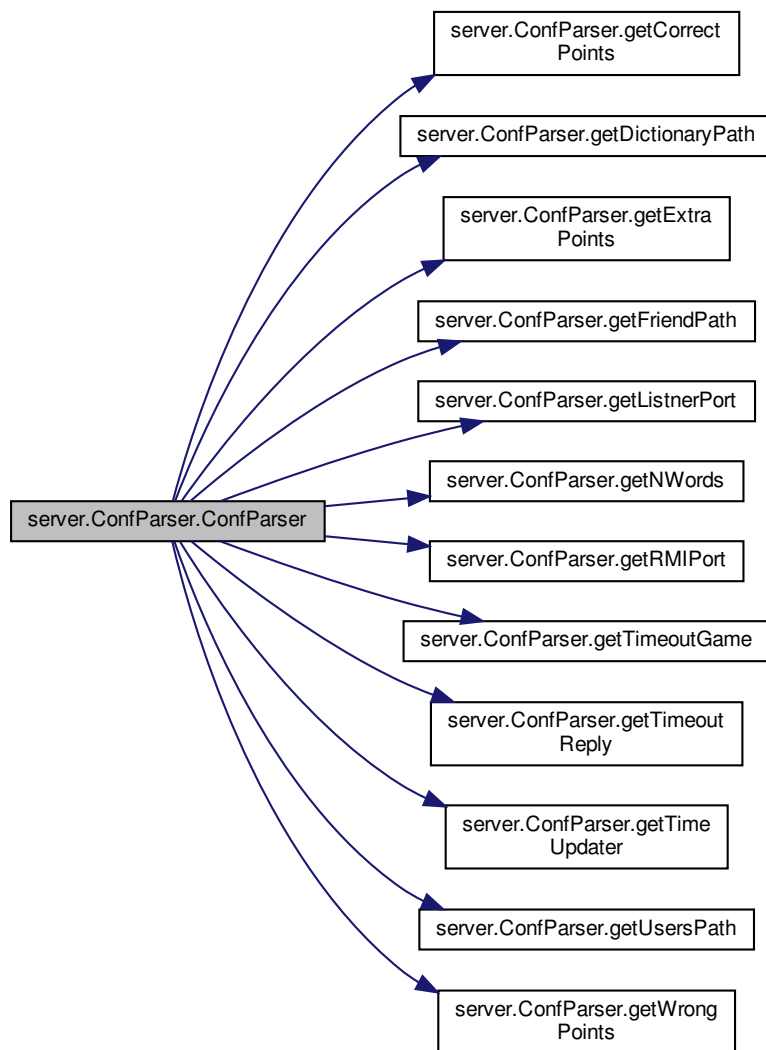 server.ConfParser.getCorrect
Points
server.ConfParser.getDictionaryPath
server.ConfParser.getExtra
Points
server.ConfParser.getFriendPath
server.ConfParser.getListnerPort
server.ConfParser.getNWords
server.ConfParser.ConfParser
server.ConfParser.getRMIPort
server.ConfParser.getTimeoutGame
server.ConfParser.getTimeout
Reply
server.ConfParser.getTime
Updater
server.ConfParser.getUsersPath
server.ConfParser.getWrong
Points